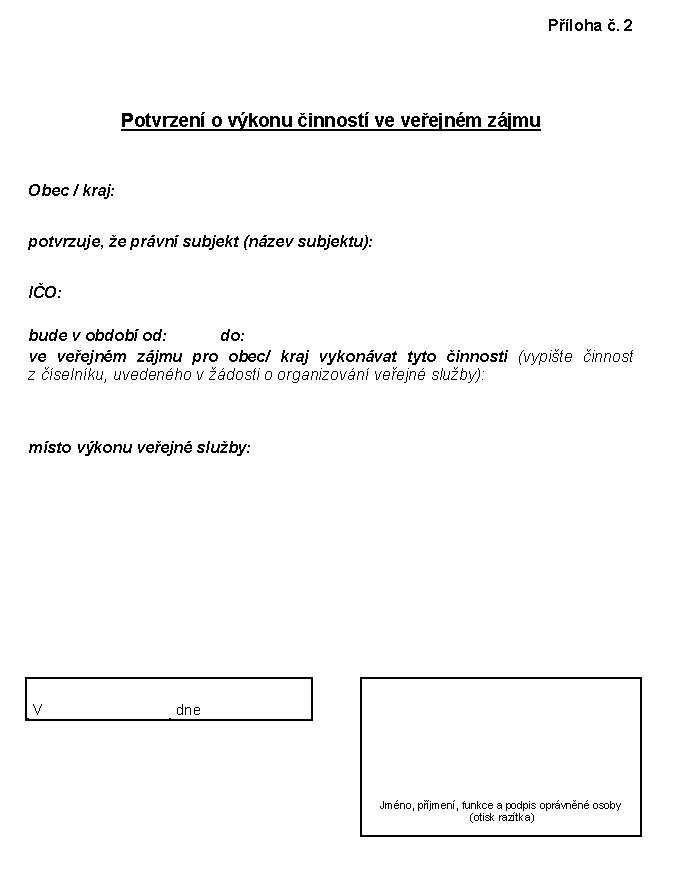 Příloha č. 2
Potvrzení o výkonu činností ve veřejném zájmu
Obec / kraj:
potvrzuje, že právní subjekt (název subjektu):
IČO:
bude v období od: do:
ve veřejném zájmu pro obec/ kraj vykonávat tyto činnosti (vypište činnost
z číselníku, uvedeného v žádosti o organizování veřejné služby):
místo výkonu veřejné služby:
V , dne
Jméno, příjmení, funkce a podpis oprávněné osoby
(otisk razítka)